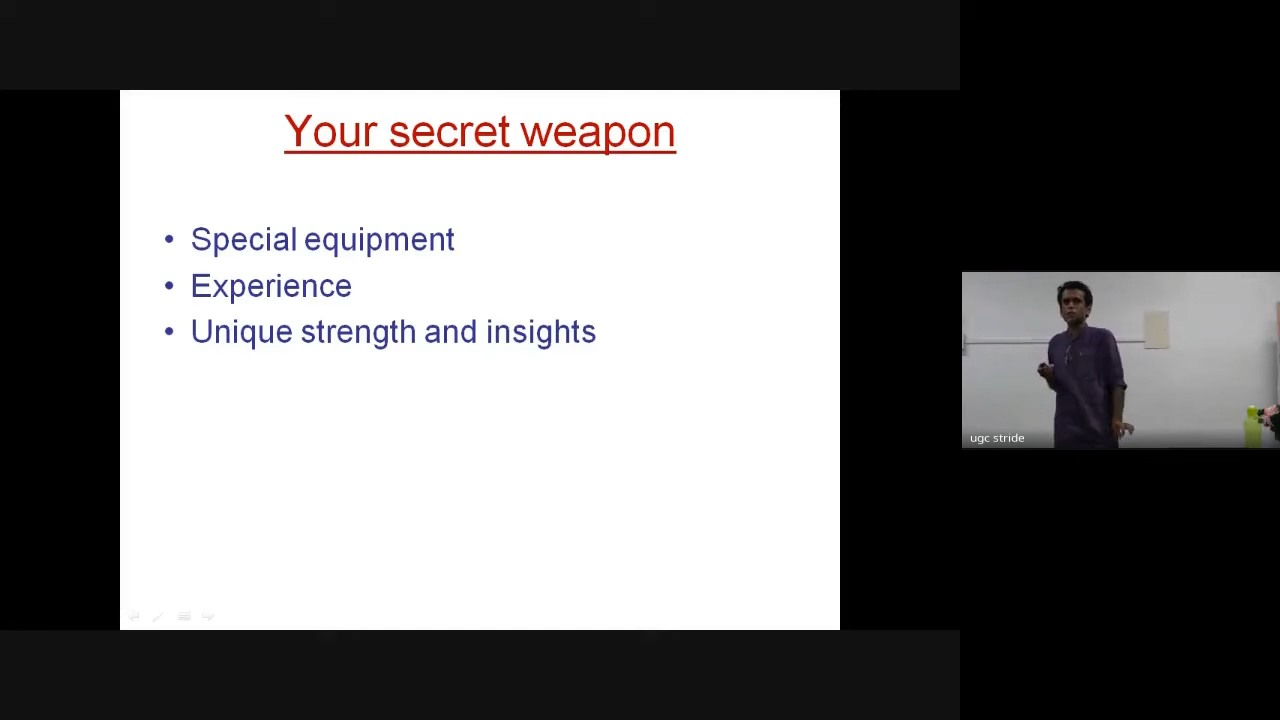 Your secret weapon
• Special equipment
• Experience
• Unique strength and insights
ugc stride